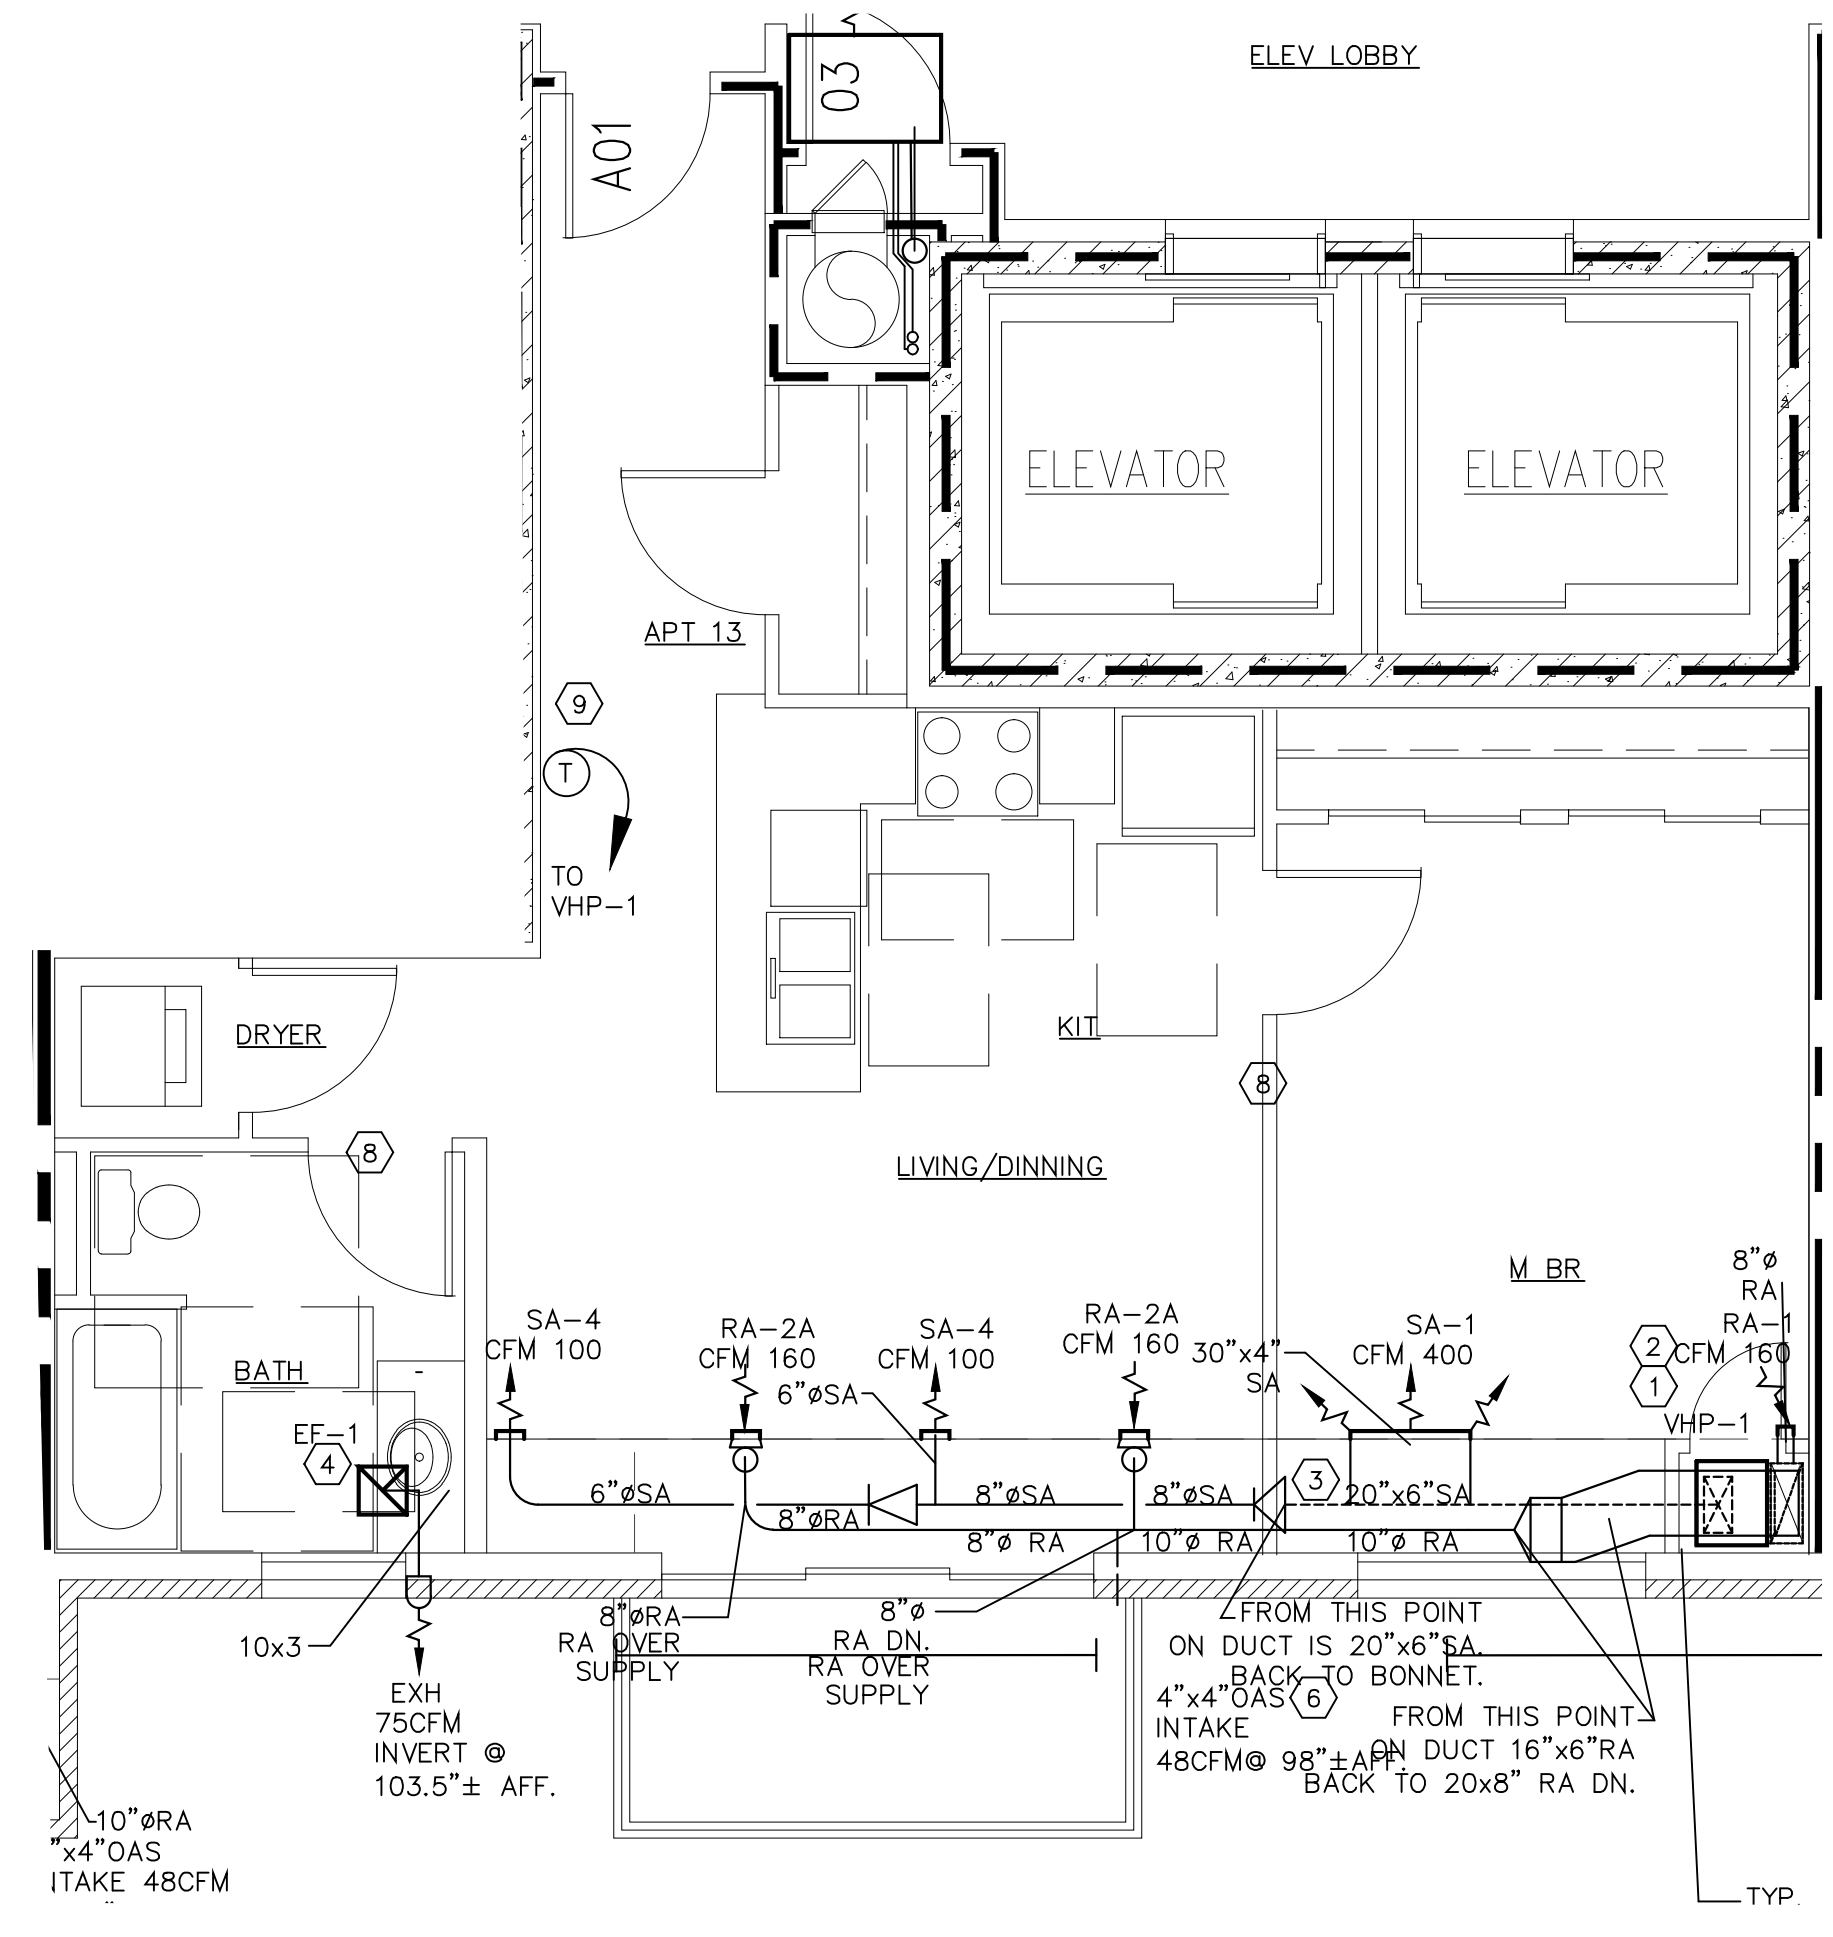 ELEV LOBBY
03
A01
ELEVATOR
ELEVATOR
APT 13
9
T
TO
VHP-1
DRYER
KIT
8
8
LIVING/DINNING
M BR
8"ø
RA
SA-4
CFM 100
RA-2A
CFM 160
SA-4
CFM 100
RA-2A
CFM 160
30"x4"
SA
SA-1
CFM 400
2
1
RA-1
CFM 160
6"øSA
BATH
VHP-1
EF-1
4
3
6"øSA
8"øRA
8"øSA
8"øSA
20"x6"SA
8"ø RA
10"ø RA
10"ø RA
10x3
8"øRA
RA OVER
SUPPLY
8"ø
RA DN.
RA OVER
SUPPLY
FROM THIS POINT
ON DUCT IS 20"x6"SA.
BACK TO BONNET.
4"x4"OAS
6
INTAKE
48CFM@ 98"±AFF.
FROM THIS POINT
ON DUCT 16"x6"RA
BACK TO 20x8" RA DN.
EXH
75CFM
INVERT @
103.5"± AFF.
10"øRA
"x4"OAS
ITAKE 48CFM
TYP.